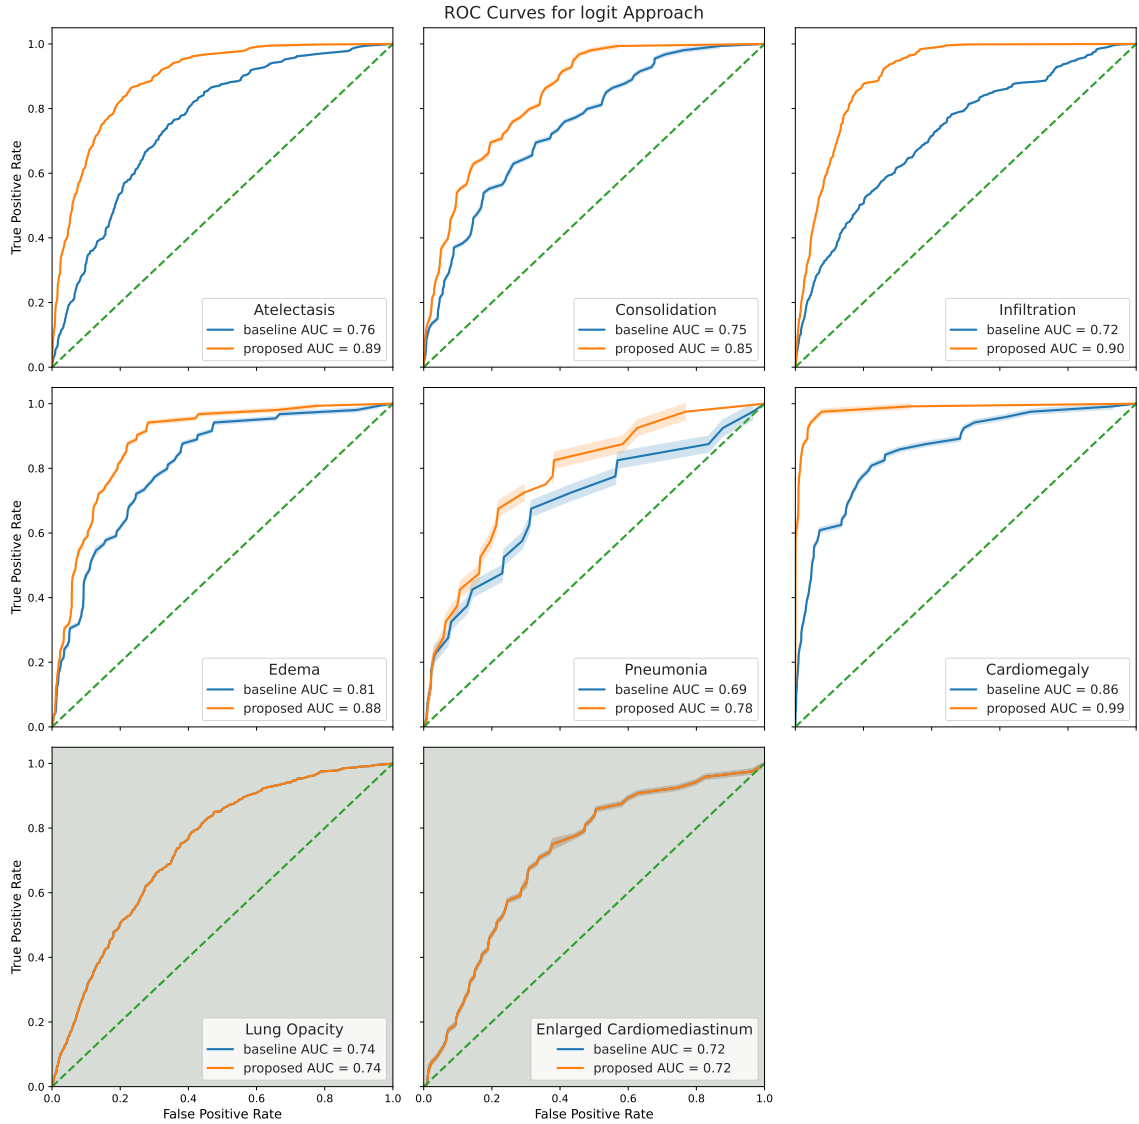 ROC Curves for logit Approach
True Positive Rate
1.0
0.8
0.6
0.4
0.2
0.0
Atelectasis
baseline AUC = 0.76
proposed AUC = 0.89
Consolidation
baseline AUC = 0.75
proposed AUC = 0.85
Infiltration
baseline AUC = 0.72
proposed AUC = 0.90
True Positive Rate
1.0
0.8
0.6
0.4
0.2
0.0
Edema
baseline AUC = 0.81
proposed AUC = 0.88
Pneumonia
baseline AUC = 0.69
proposed AUC = 0.78
Cardiomegaly
baseline AUC = 0.86
proposed AUC = 0.99
True Positive Rate
1.0
0.8
0.6
0.4
0.2
0.0
Lung Opacity
baseline AUC = 0.74
proposed AUC = 0.74
0.0 0.2 0.4 0.6 0.8 1.0
False Positive Rate
Enlarged Cardiomediastinum
baseline AUC = 0.72
proposed AUC = 0.72
0.0 0.2 0.4 0.6 0.8 1.0
False Positive Rate